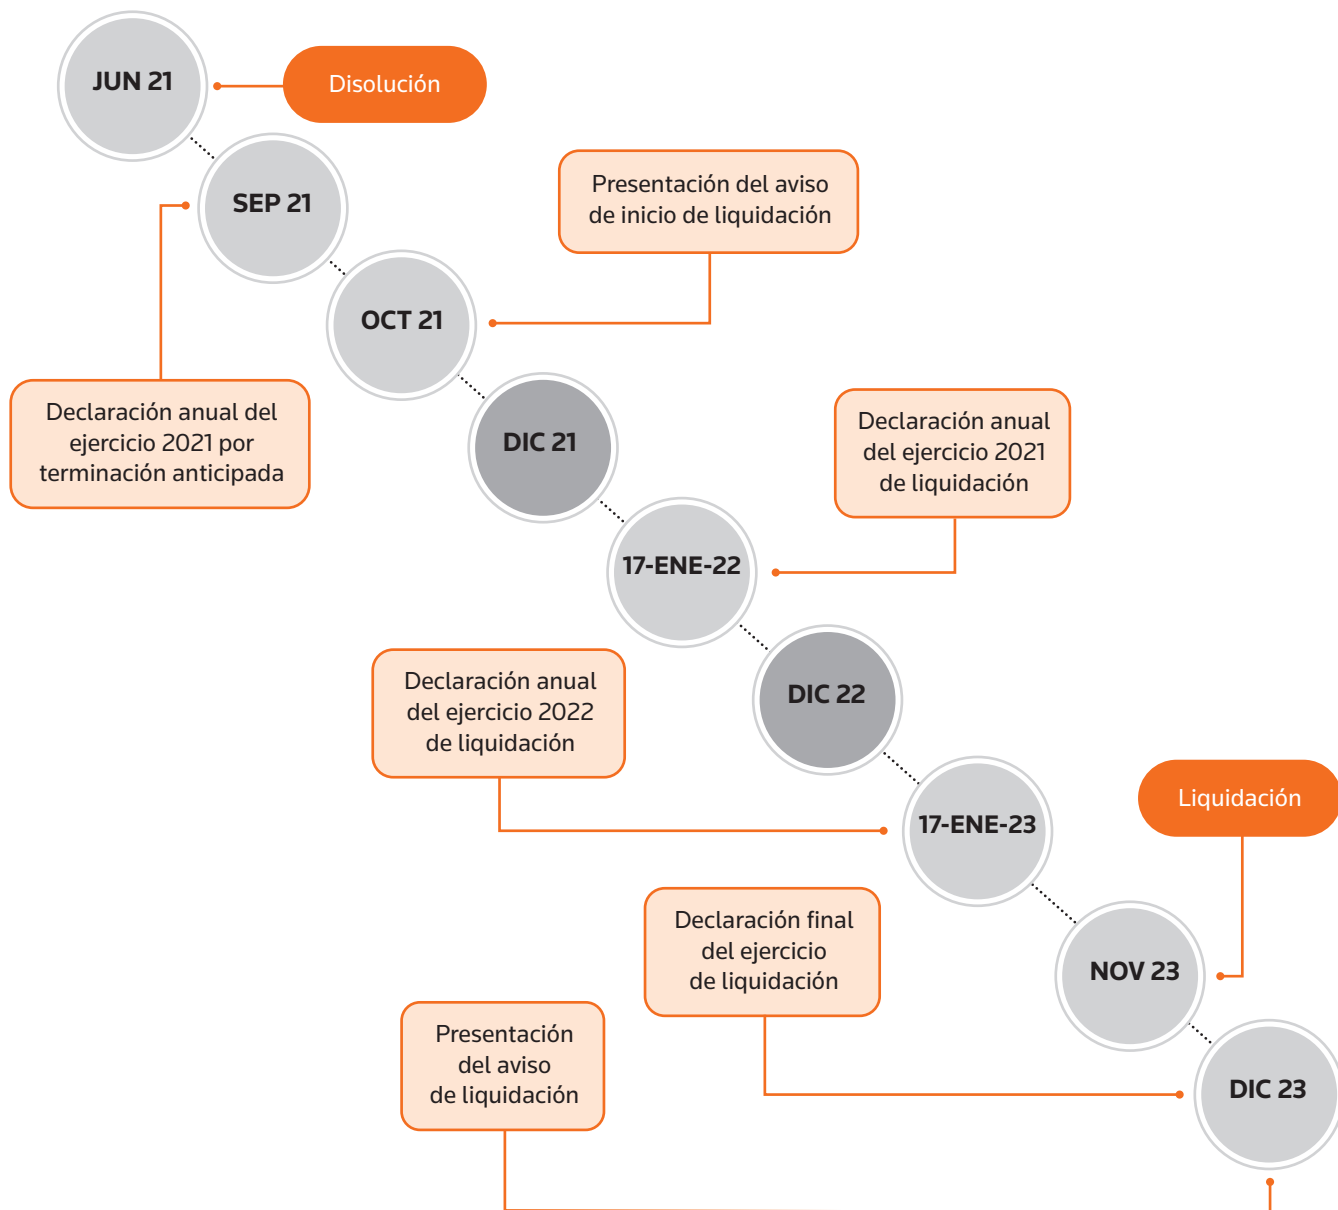 JUN 21
Disolución
SEP 21
Presentación del aviso
de inicio de liquidación
OCT 21
Declaración anual del
ejercicio 2021 por
terminación anticipada
DIC 21
Declaración anual
del ejercicio 2021
de liquidación
17-ENE-22
Declaración anual
del ejercicio 2022
de liquidación
DIC 22
17-ENE-23
Liquidación
Declaración final
del ejercicio
de liquidación
NOV 23
Presentación
del aviso
de liquidación
DIC 23